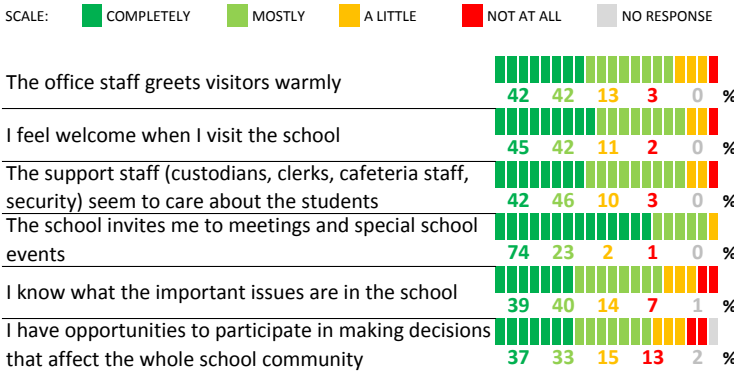 SCALE: COMPLETELY MOSTLY A LITTLE NOT AT ALL NO RESPONSE
The office staff greets visitors warmly
42 42 13 3 0 %
I feel welcome when I visit the school
45 42 11 2 0 %
The support staff (custodians, clerks, cafeteria staff,
security) seem to care about the students
42 46 10 3 0 %
The school invites me to meetings and special school
events
74 23 2 1 0 %
I know what the important issues are in the school
39 40 14 7 1 %
I have opportunities to participate in making decisions
that affect the whole school community
37 33 15 13 2 %